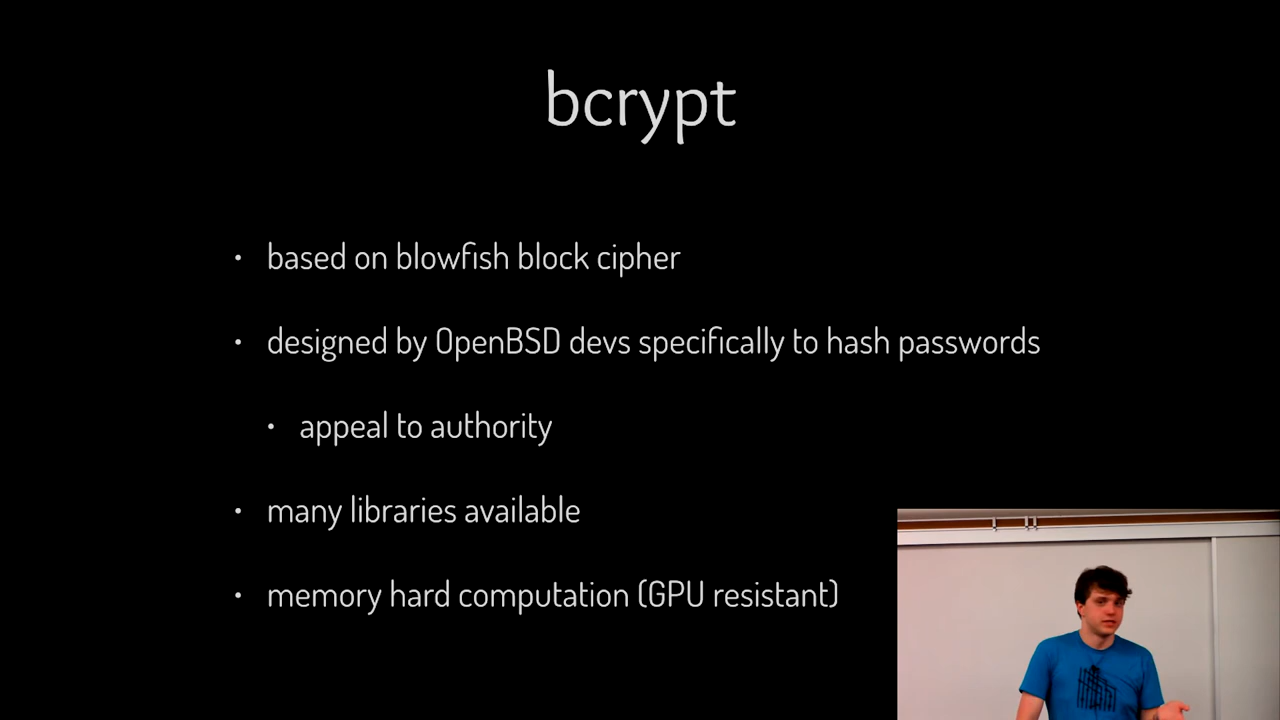 bcrypt
• based on blowfish block cipher
• designed by OpenBSD devs specifically to hash passwords
• appeal to authority
• many libraries available
• memory hard computation (GPU resistant)